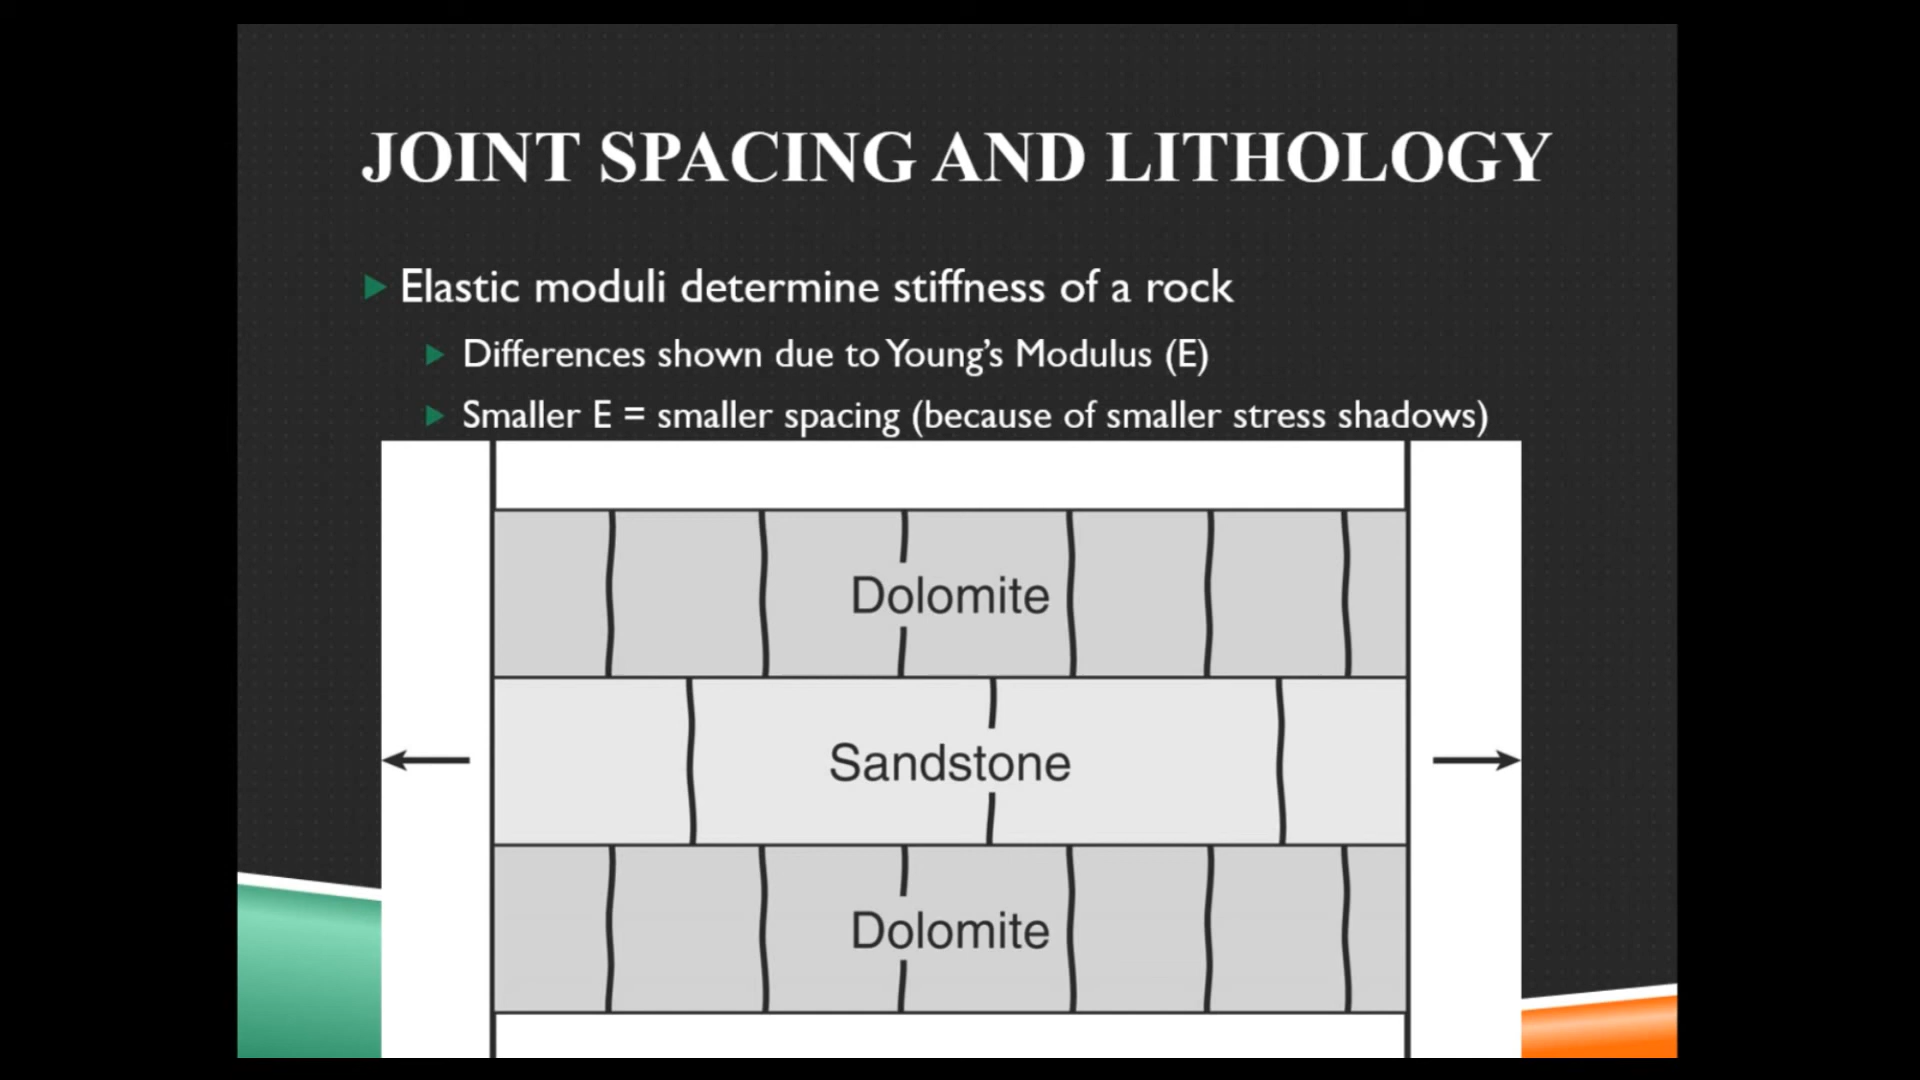 JOINT SPACING AND LITHOLOGY
Elastic moduli determine stiffness of a rock
Differences shown due to Young's Modulus (E)
Smaller E = smaller spacing (because of smaller stress shadows)
Dolomite
Sandstone
Dolomite